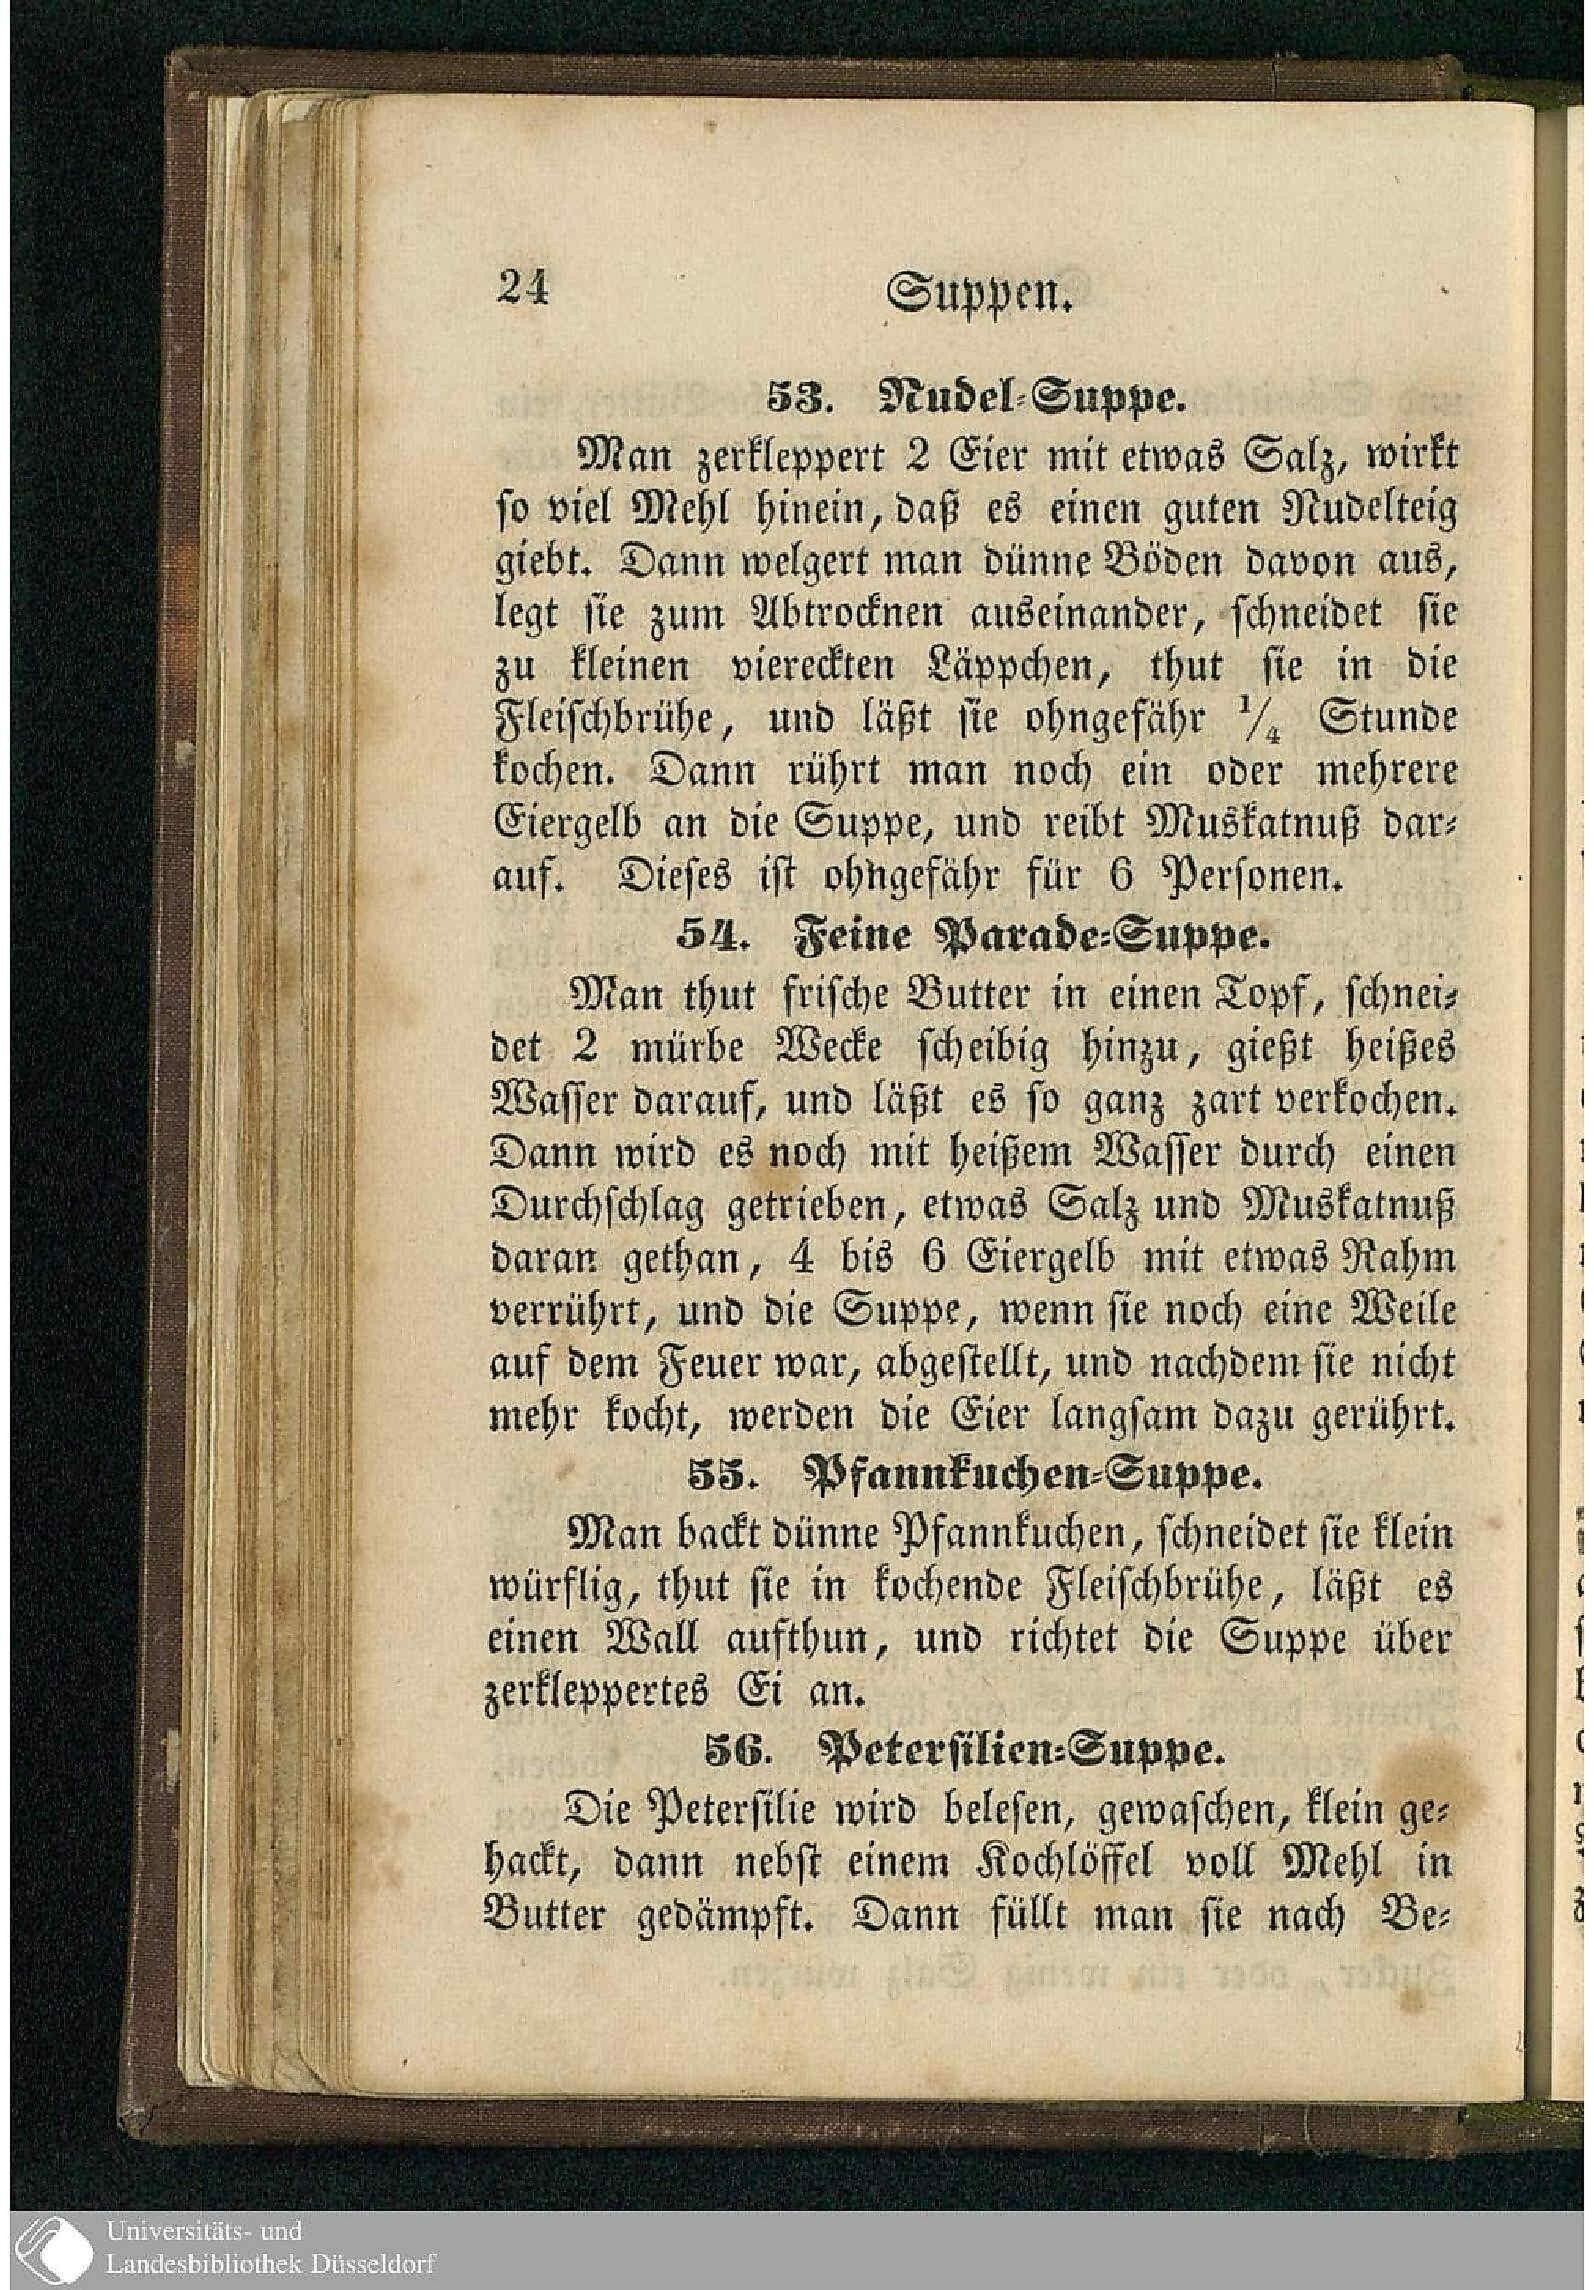 24 Suppen.
53. Nudel-Suppe.
Man zerkleppert 2 Eier mit etwas Salz, wirkt
so viel Mehl hinein, daß es einen guten Nudelteig
giebt. Dann welgert man dünne Böden davon aus,
legt sie zum Abtrocknen auseinander, schneidet sie
zu kleinen viereckten Läppchen, thut sie in die
Fleischbrühe, und läßt sie ohngefähr 1/4 Stunde
kochen. Dann rührt man noch ein oder mehrere
Eiergelb an die Suppe, und reibt Muskatnuß dar-
auf. Dieses ist ohngefähr für 6 Personen.
54. Feine Parade-Suppe.
Man thut frische Butter in einen Topf, schnei-
det 2 mürbe Wecke scheibig hinzu, gießt heißes
Wasser darauf, und läßt es so ganz zart verkochen.
Dann wird es noch mit heißem Wasser durch einen
Durchschlag getrieben, etwas Salz und Muskatnuß
daran gethan, 4 bis 6 Eiergelb mit etwas Rahm
verrührt, und die Suppe, wenn sie noch eine Weile
auf dem Feuer war, abgestellt, und nachdem sie nicht
mehr kocht, werden die Eier langsam dazu gerührt.
55. Pfannkuchen-Suppe.
Man backt dünne Pfannkuchen, schneidet sie klein
würflig, thut sie in kochende Fleischbrühe, läßt es
einen Wall aufthun, und richtet die Suppe über
zerkleppertes Ei an.
56. Petersilien-Suppe.
Die Petersilie wird belesen, gewaschen, klein ge-
hackt, dann nebst einem Kochlöffel voll Mehl in
Butter gedämpft. Dann füllt man sie nach Be-
Universitäts- und
Landesbibliothek Düsseldorf